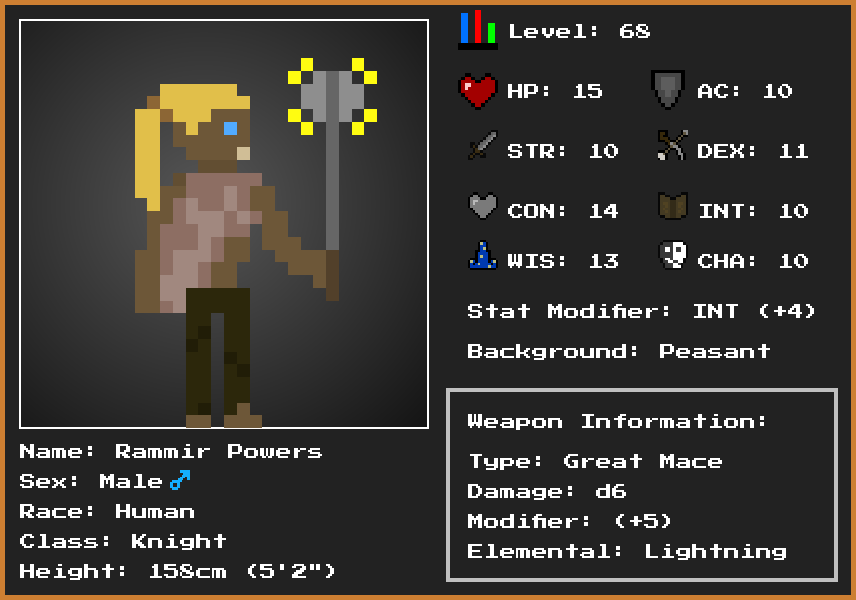 Level: 68
HP: 15 AC: 10
STR: 10 DEX: 11
CON: 14 INT: 10
WIS: 13 CHA: 10
Stat Modifier: INT (+4)
Background: Peasant
Weapon Information:
Type: Great Mace
Damage: d6
Modifier: (+5)
Elemental: Lightning
Name: Rammir Powers
Sex: Male♂
Race: Human
Class: Knight
Height: 158cm (5'2")